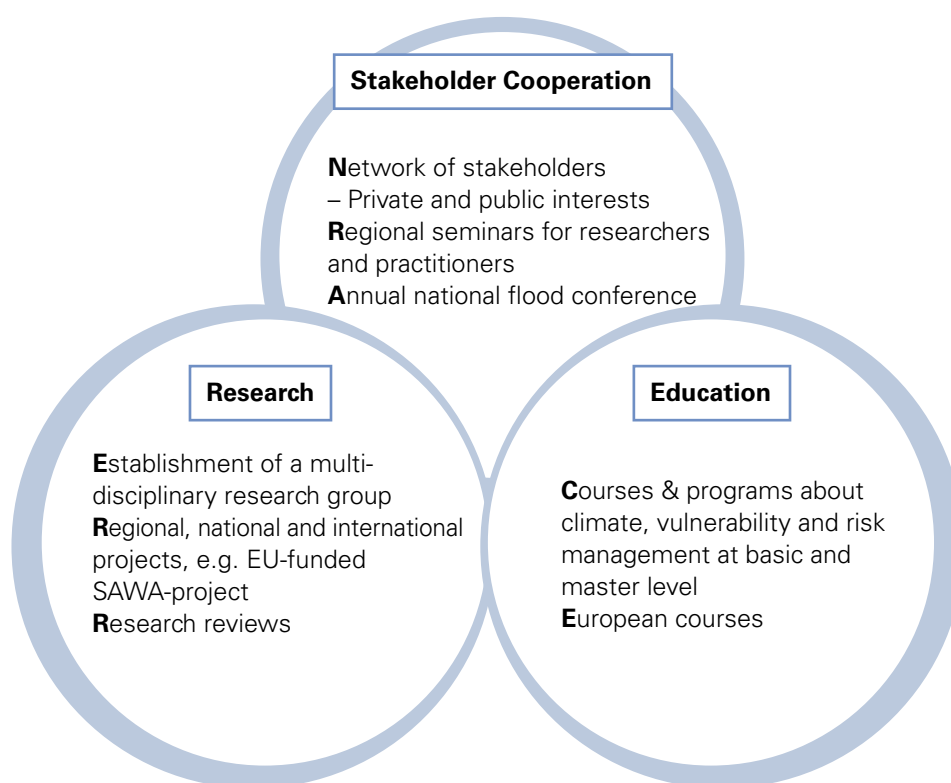 Stakeholder Cooperation
Network of stakeholders
– Private and public interests
Regional seminars for researchers
and practitioners
Annual national flood conference
Research
Establishment of a multi-
disciplinary research group
Regional, national and international
projects, e.g. EU-funded
SAWA-project
Research reviews
Education
Courses & programs about
climate, vulnerability and risk
management at basic and
master level
European courses